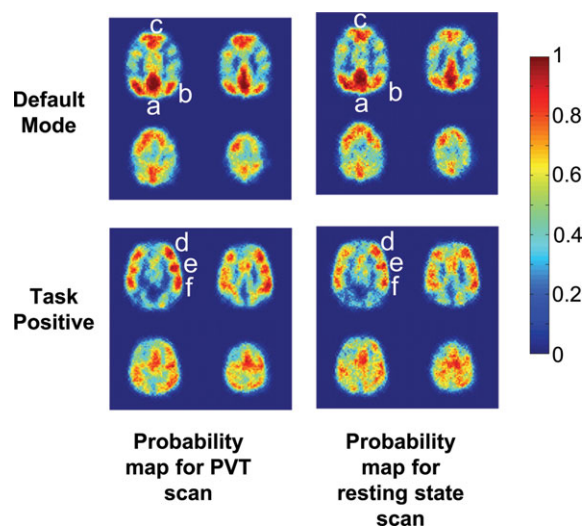 Default
Mode
c
b
a
c
b
a
1
0.8
0.6
0.4
0.2
0
Task
Positive
d
e
f
d
e
f
Probability
map for PVT
scan
Probability
map for
resting state
scan